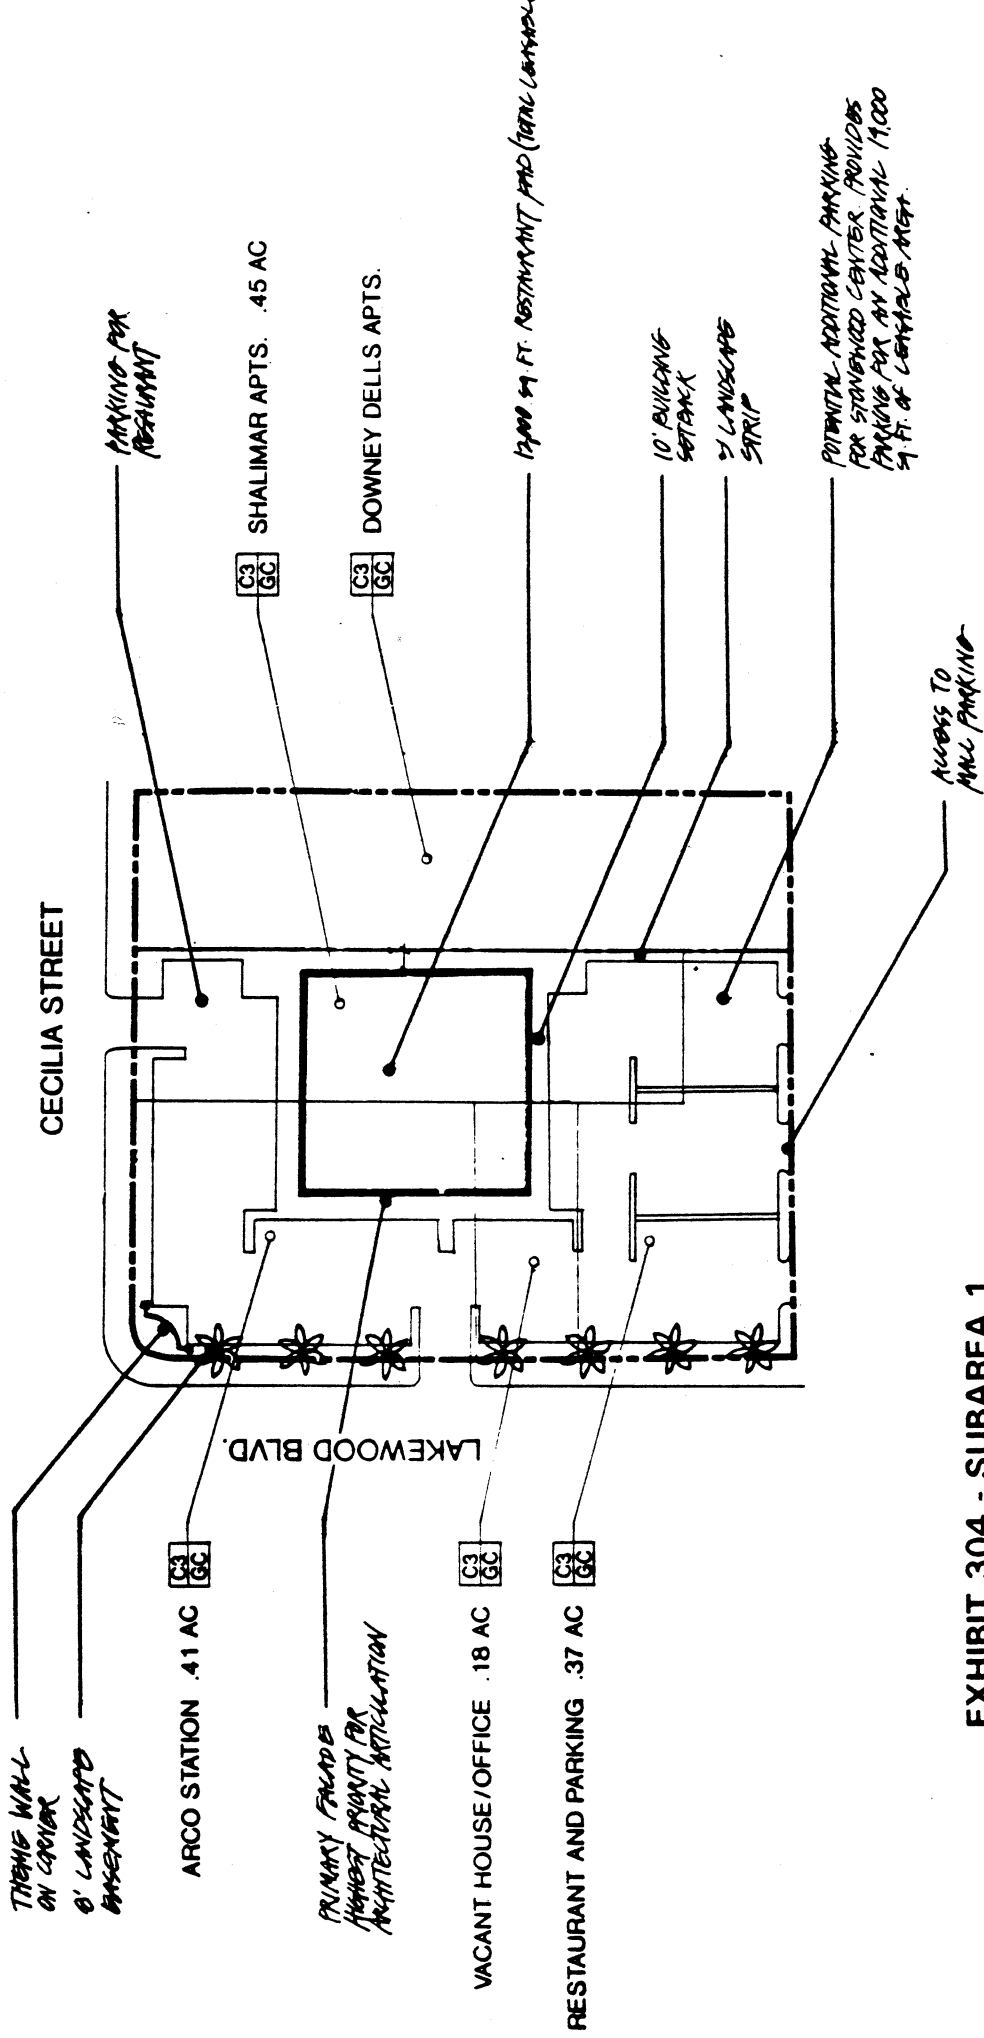 THEME WALL
ON CORNER
8' LANDSCAPE
EASEMENT
ARCO STATION .41 AC
C3
GC
PRIMARY FACADE
HIGHEST PRIORITY FOR
ARCHITECTURAL ARTICULATION
VACANT HOUSE/OFFICE .18 AC
C3
GC
RESTAURANT AND PARKING .37 AC
C3
GC
LAKEWOOD BLVD.
CECILIA STREET
PARKING FOR
RESTAURANT
C3
GC
SHALIMAR APTS. .45 AC
C3
GC
DOWNEY DELLS APTS.
SQ. FT. RESTAURANT PAD (TOTAL LEASABLE
10' BUILDING
SETBACK
LANDSCAPE
STRIP
POTENTIAL ADDITIONAL PARKING
FOR STONEWOOD CENTER. PROVIDES
PARKING FOR AN ADDITIONAL 19,000
SQ. FT. OF LEASABLE AREA.
ACCESS TO
MALL PARKING
EXHIBIT 304 - SUBAREA 1